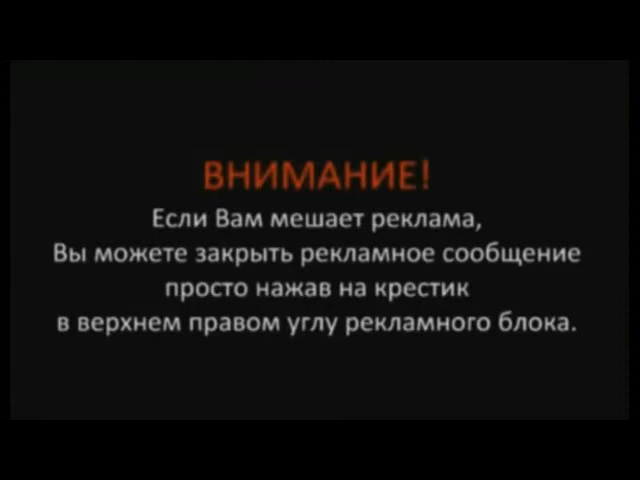 ВНИМАНИЕ!
Если Вам мешает реклама,
Вы можете закрыть рекламное сообщение
просто нажав на крестик
в верхнем правом углу рекламного блока.